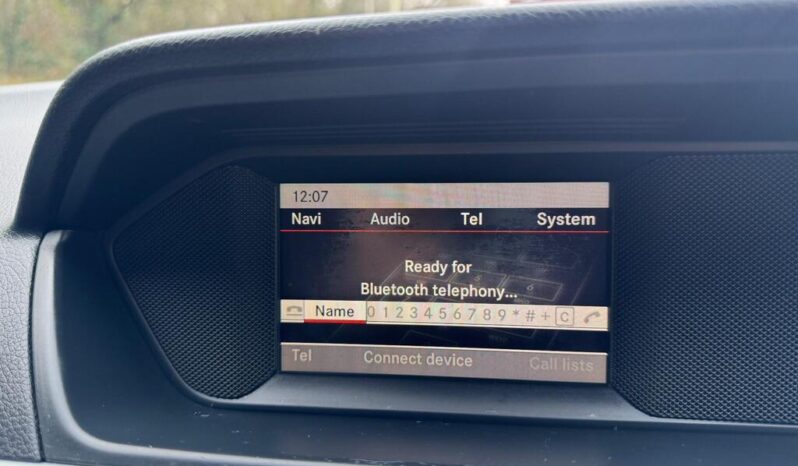 12:07
Navi Audio Tel System
Ready for
Bluetooth telephony...
Name 0 1 2 3 4 5 6 7 8 9 * # + C
Tel Connect device Call lists